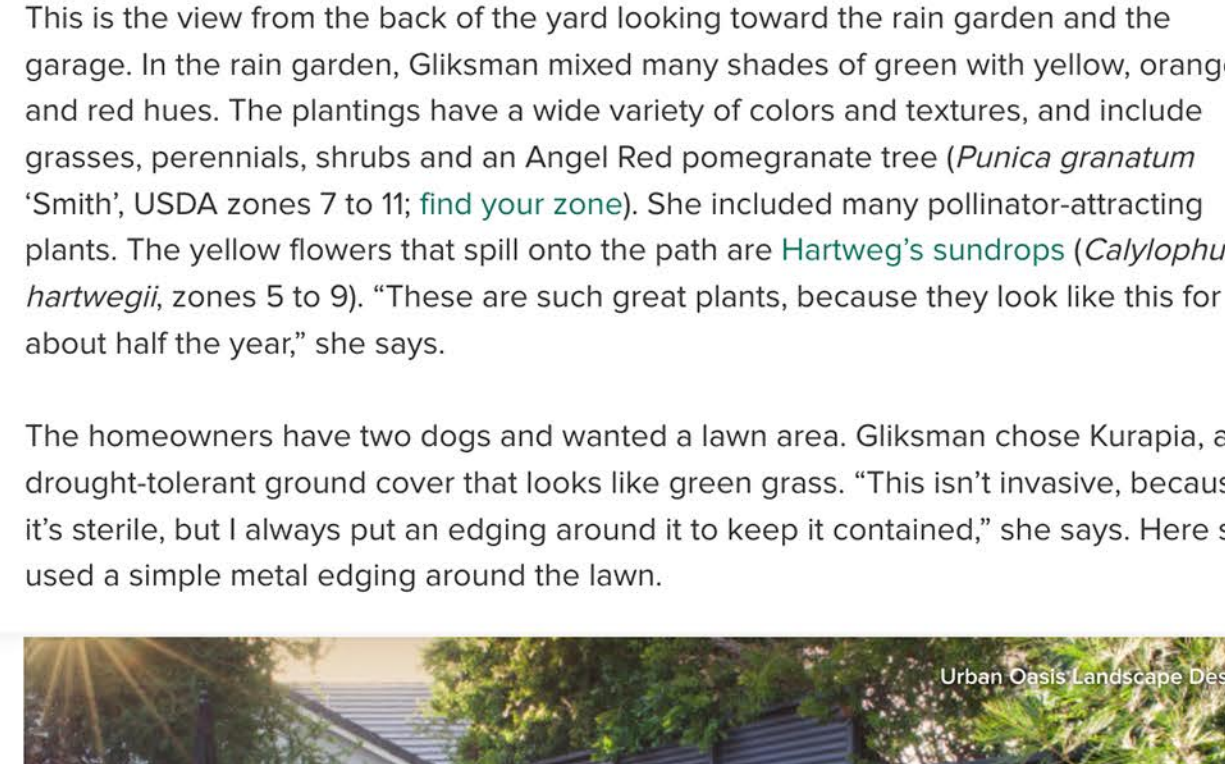 This is the view from the back of the yard looking toward the rain garden and the
garage. In the rain garden, Gliksman mixed many shades of green with yellow, orang
and red hues. The plantings have a wide variety of colors and textures, and include
grasses, perennials, shrubs and an Angel Red pomegranate tree (Punica granatum
‘Smith’, USDA zones 7 to 11; find your zone). She included many pollinator-attracting
plants. The yellow flowers that spill onto the path are Hartweg’s sundrops (Calylophu
hartwegii, zones 5 to 9). “These are such great plants, because they look like this for
about half the year,” she says.
The homeowners have two dogs and wanted a lawn area. Gliksman chose Kurapia, a
drought-tolerant ground cover that looks like green grass. “This isn’t invasive, becaus
it’s sterile, but I always put an edging around it to keep it contained,” she says. Here s
used a simple metal edging around the lawn.
Urban Oasis Landscape Des